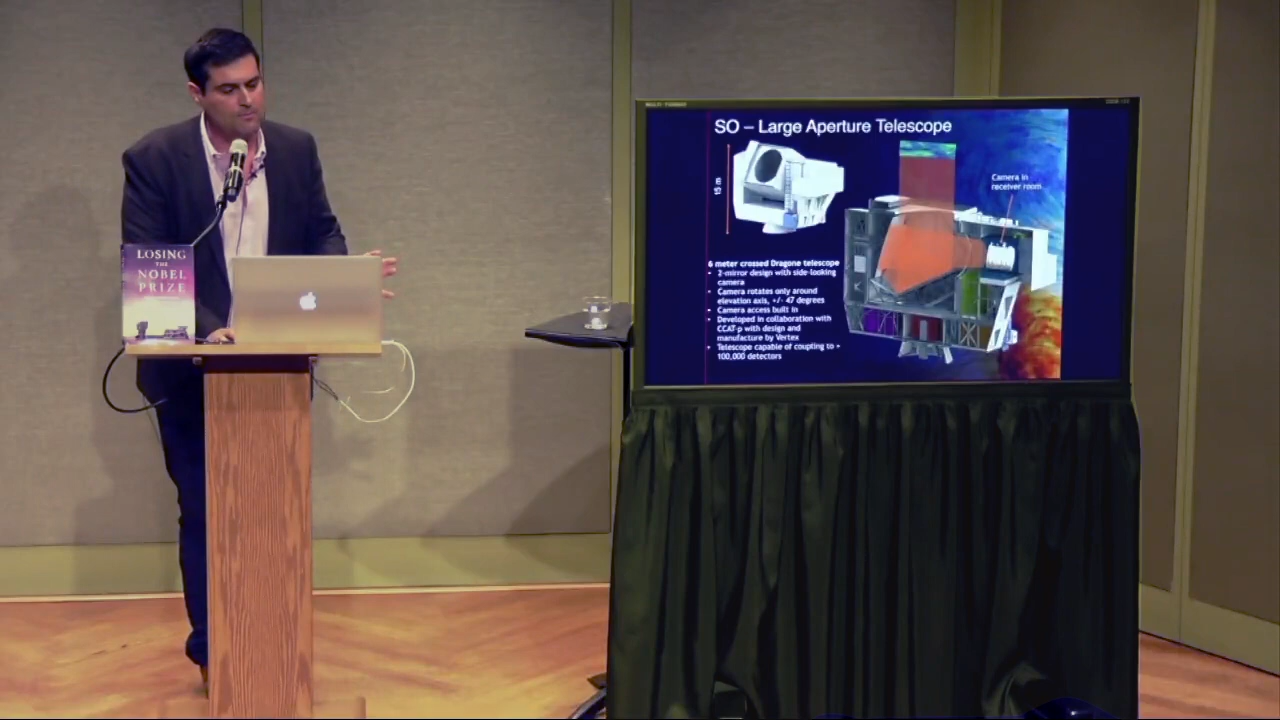 LOSING
THE
NOBEL
PRIZE
SO – Large Aperture Telescope
15 m
Camera in
receiver room
6 meter crossed Dragone telescope
• 2-mirror design with side-looking
camera
• Camera rotates only around
elevation axis, +/- 47 degrees
• Camera access built in
• Developed in collaboration with
CCAT-p with design and
manufacture by Vertex
• Telescope capable of coupling to >
100,000 detectors